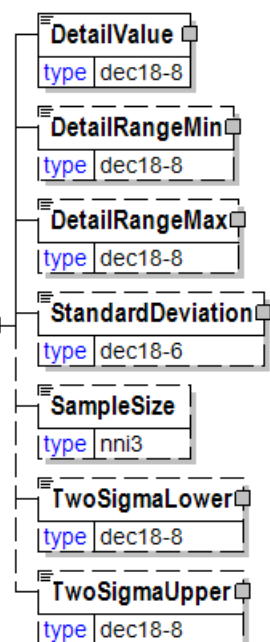 DetailValue
type dec18-8
DetailRangeMin
type dec18-8
DetailRangeMax
type dec18-8
StandardDeviation
type dec18-6
SampleSize
type nni3
TwoSigmaLower
type dec18-8
TwoSigmaUpper
type dec18-8